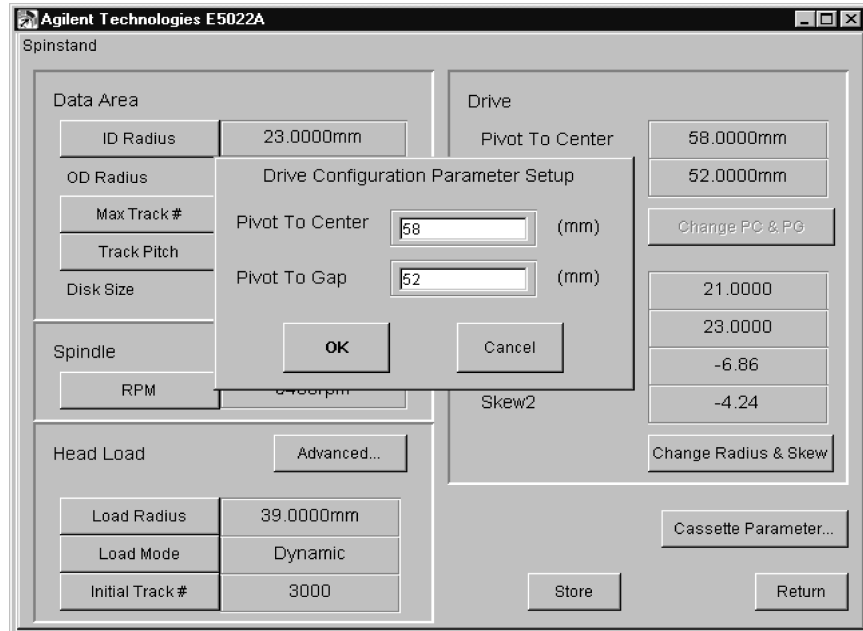 Agilent Technologies E5022A
Spinstand
Data Area
ID Radius 23.0000mm
OD Radius
Max Track #
Track Pitch
Disk Size
Drive
Pivot To Center 58.0000mm
52.0000mm
Change PC & PG
21.0000
23.0000
-6.86
Skew2 -4.24
Change Radius & Skew
Drive Configuration Parameter Setup
Pivot To Center 58 (mm)
Pivot To Gap 52 (mm)
OK Cancel
Spindle
RPM
Head Load Advanced...
Load Radius 39.0000mm
Load Mode Dynamic
Initial Track # 3000
Cassette Parameter...
Store Return